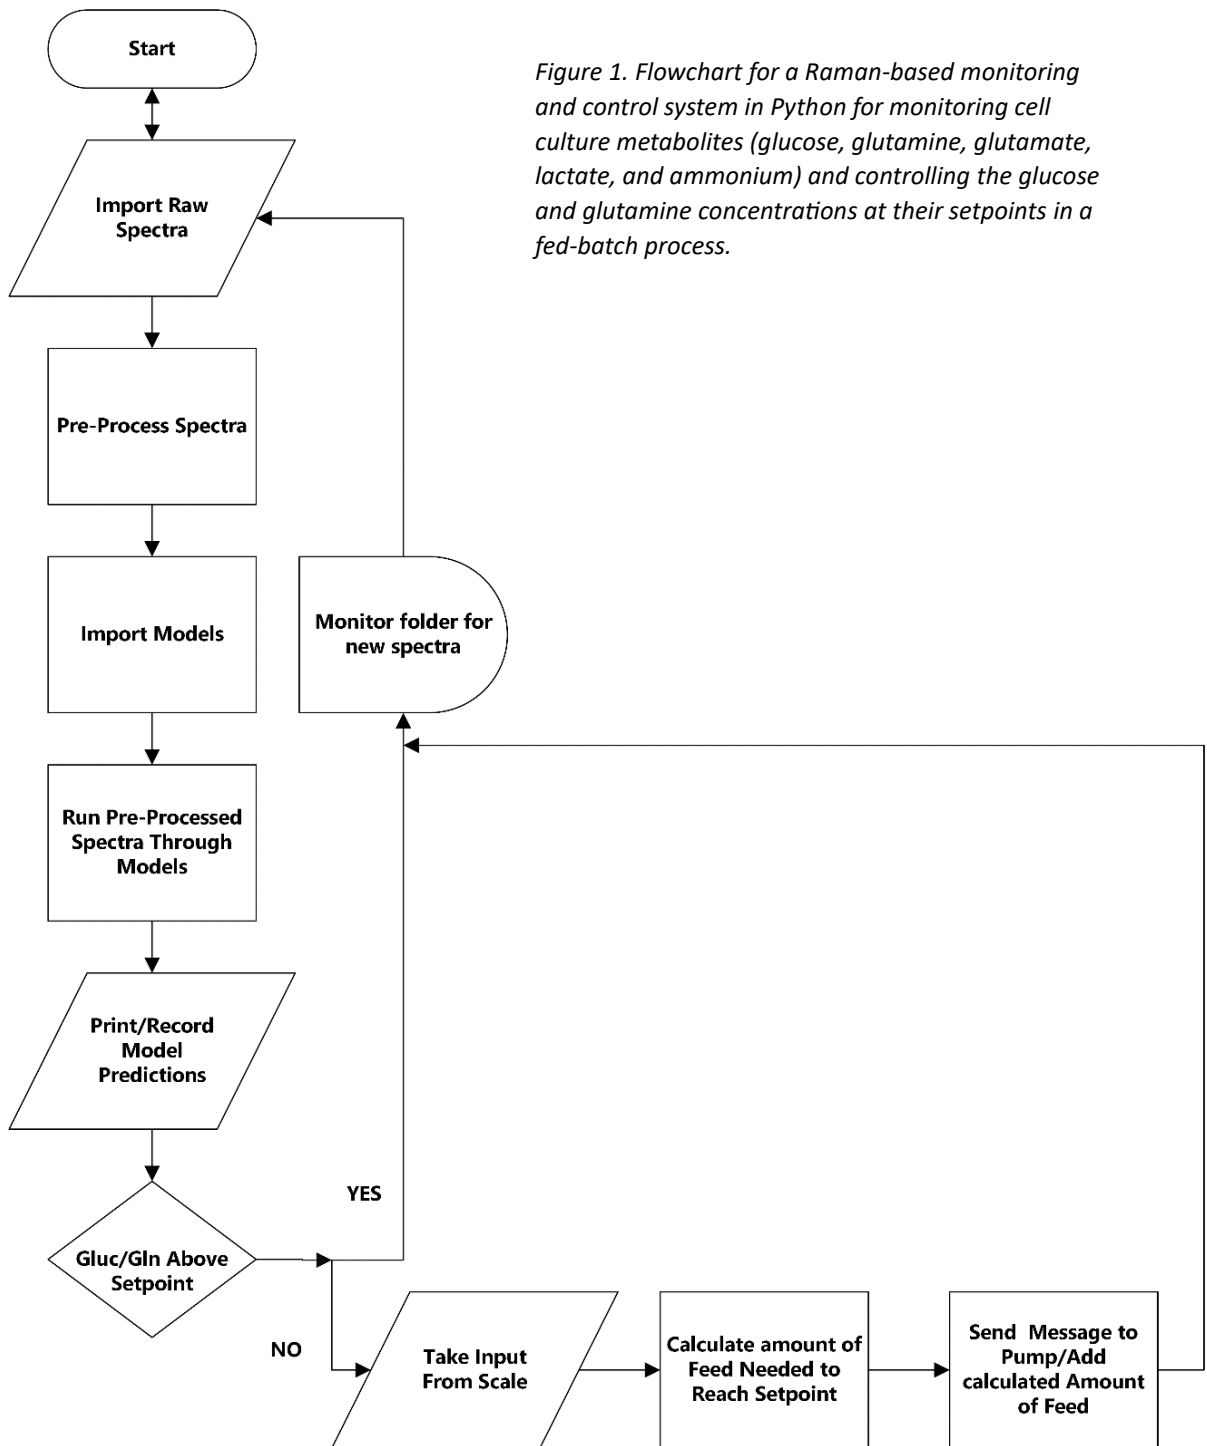 Start
Figure 1. Flowchart for a Raman-based monitoring
and control system in Python for monitoring cell
culture metabolites (glucose, glutamine, glutamate,
lactate, and ammonium) and controlling the glucose
and glutamine concentrations at their setpoints in a
fed-batch process.
Import Raw
Spectra
Pre-Process Spectra
Import Models
Monitor folder for
new spectra
Run Pre-Processed
Spectra Through
Models
Print/Record
Model
Predictions
Gluc/Gln Above
Setpoint
YES
NO
Take Input
From Scale
Calculate amount of
Feed Needed to
Reach Setpoint
Send Message to
Pump/Add
calculated Amount
of Feed